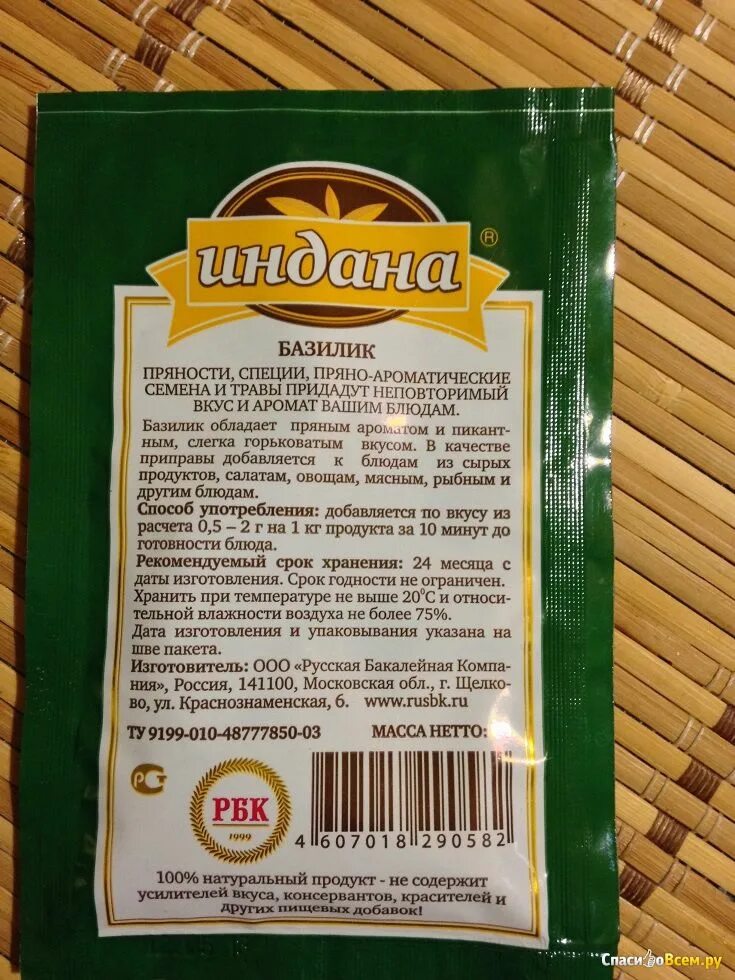 индана ®
БАЗИЛИК
ПРЯНОСТИ, СПЕЦИИ, ПРЯНО-АРОМАТИЧЕСКИЕ
СЕМЕНА И ТРАВЫ ПРИДАДУТ НЕПОВТОРИМЫЙ
ВКУС И АРОМАТ ВАШИМ БЛЮДАМ.
Базилик обладает пряным ароматом и пикант-
ным, слегка горьковатым вкусом. В качестве
приправы добавляется к блюдам из сырых
продуктов, салатам, овощам, мясным, рыбным и
другим блюдам.
Способ употребления: добавляется по вкусу из
расчета 0,5 – 2 г на 1 кг продукта за 10 минут до
готовности блюда.
Рекомендуемый срок хранения: 24 месяца с
даты изготовления. Срок годности не ограничен.
Хранить при температуре не выше 20⁰С и относи-
тельной влажности воздуха не более 75%.
Дата изготовления и упаковывания указана на
шве пакета.
Изготовитель: ООО «Русская Бакалейная Компа-
ния», Россия, 141100, Московская обл., г. Щелко-
во, ул. Краснознаменская, 6. www.rusbk.ru
ТУ 9199-010-48777850-03 МАССА НЕТТО:
РСТ
РБК
1999
4 607018 290582
100% натуральный продукт - не содержит
усилителей вкуса, консервантов, красителей и
других пищевых добавок!
СпасибоВсем.ру